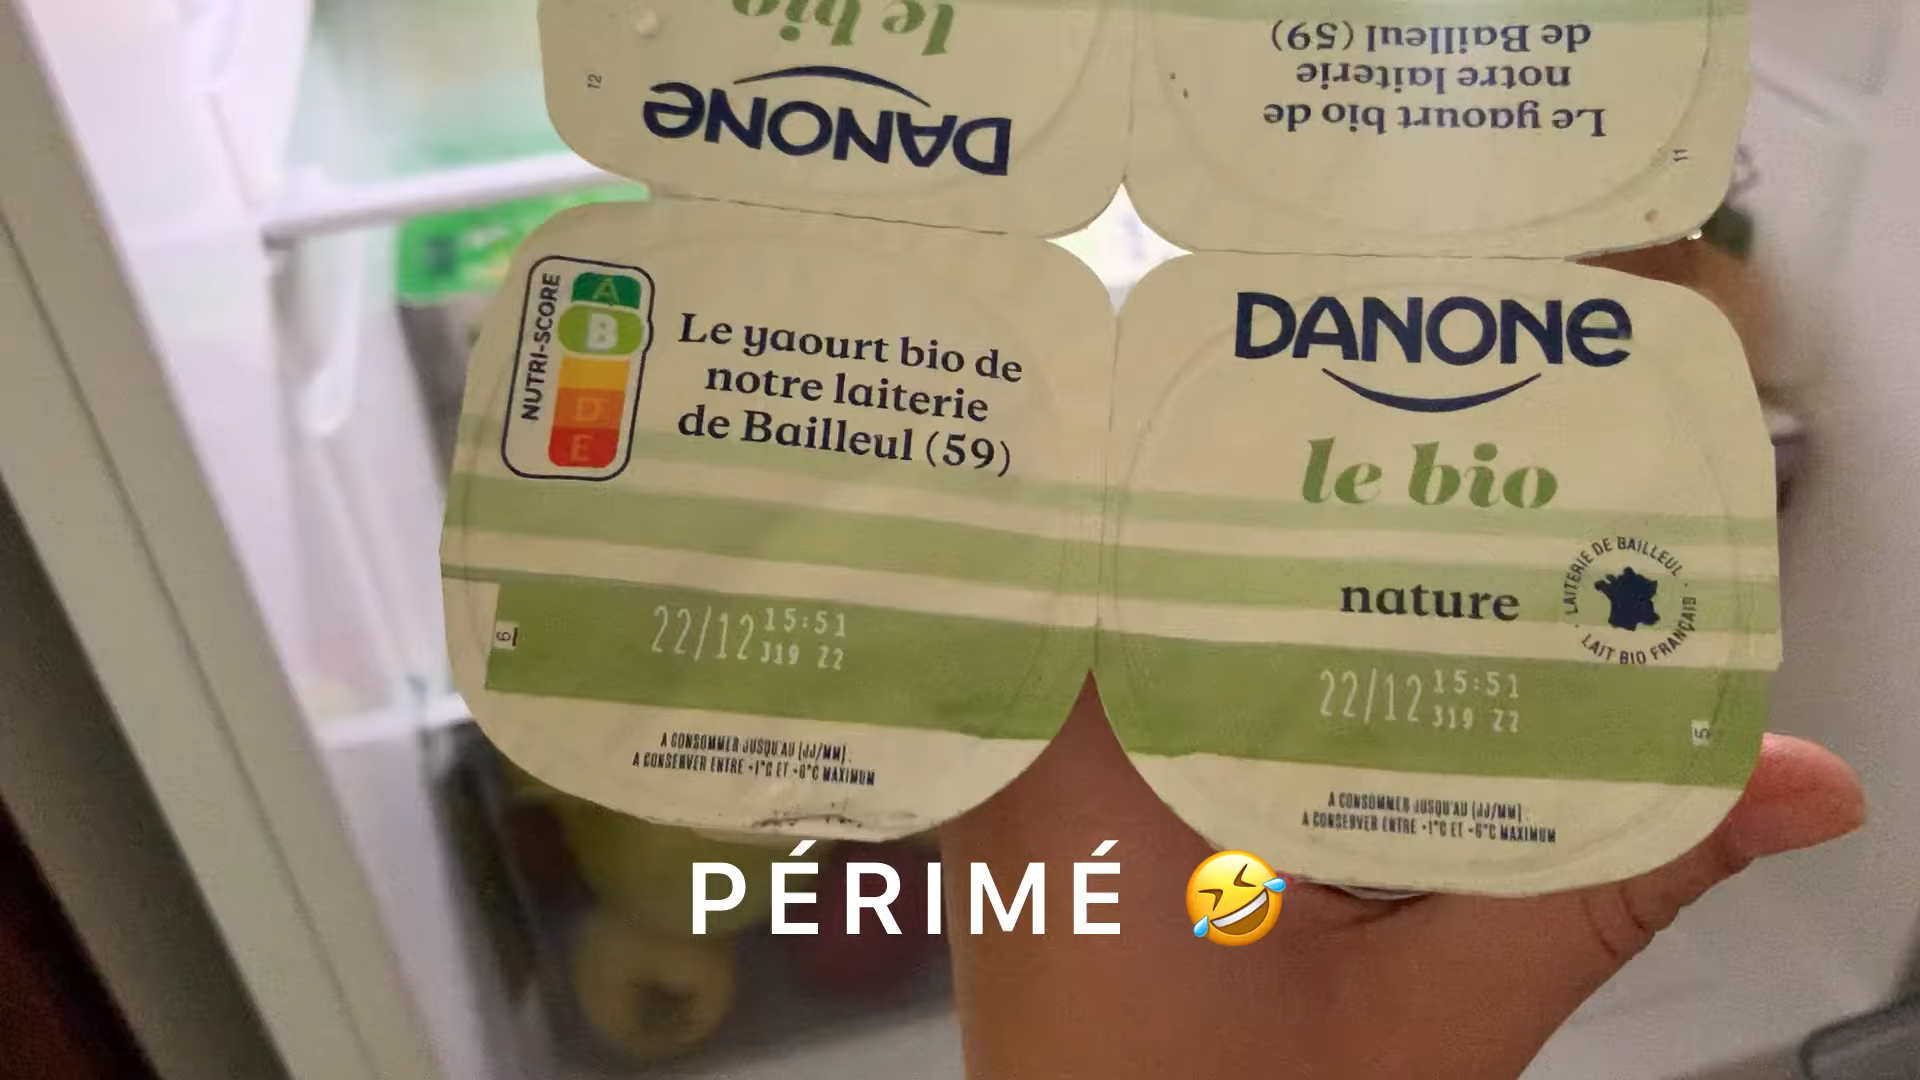 le bio
DANONE
12
Le yaourt bio de
notre laiterie
de Bailleul (59)
11
NUTRI-SCORE
A
B
D
E
Le yaourt bio de
notre laiterie
de Bailleul (59)
22/12 15:51
319 22
6
A CONSOMMER JUSQU'AU (JJ/MM) :
A CONSERVER ENTRE +1°C ET +6°C MAXIMUM
DANONE
le bio
nature
LAITERIE DE BAILLEUL
LAIT BIO FRANÇAIS
22/12 15:51
319 22
5
A CONSOMMER JUSQU'AU (JJ/MM) :
A CONSERVER ENTRE +1°C ET +6°C MAXIMUM
PÉRIMÉ 🤣